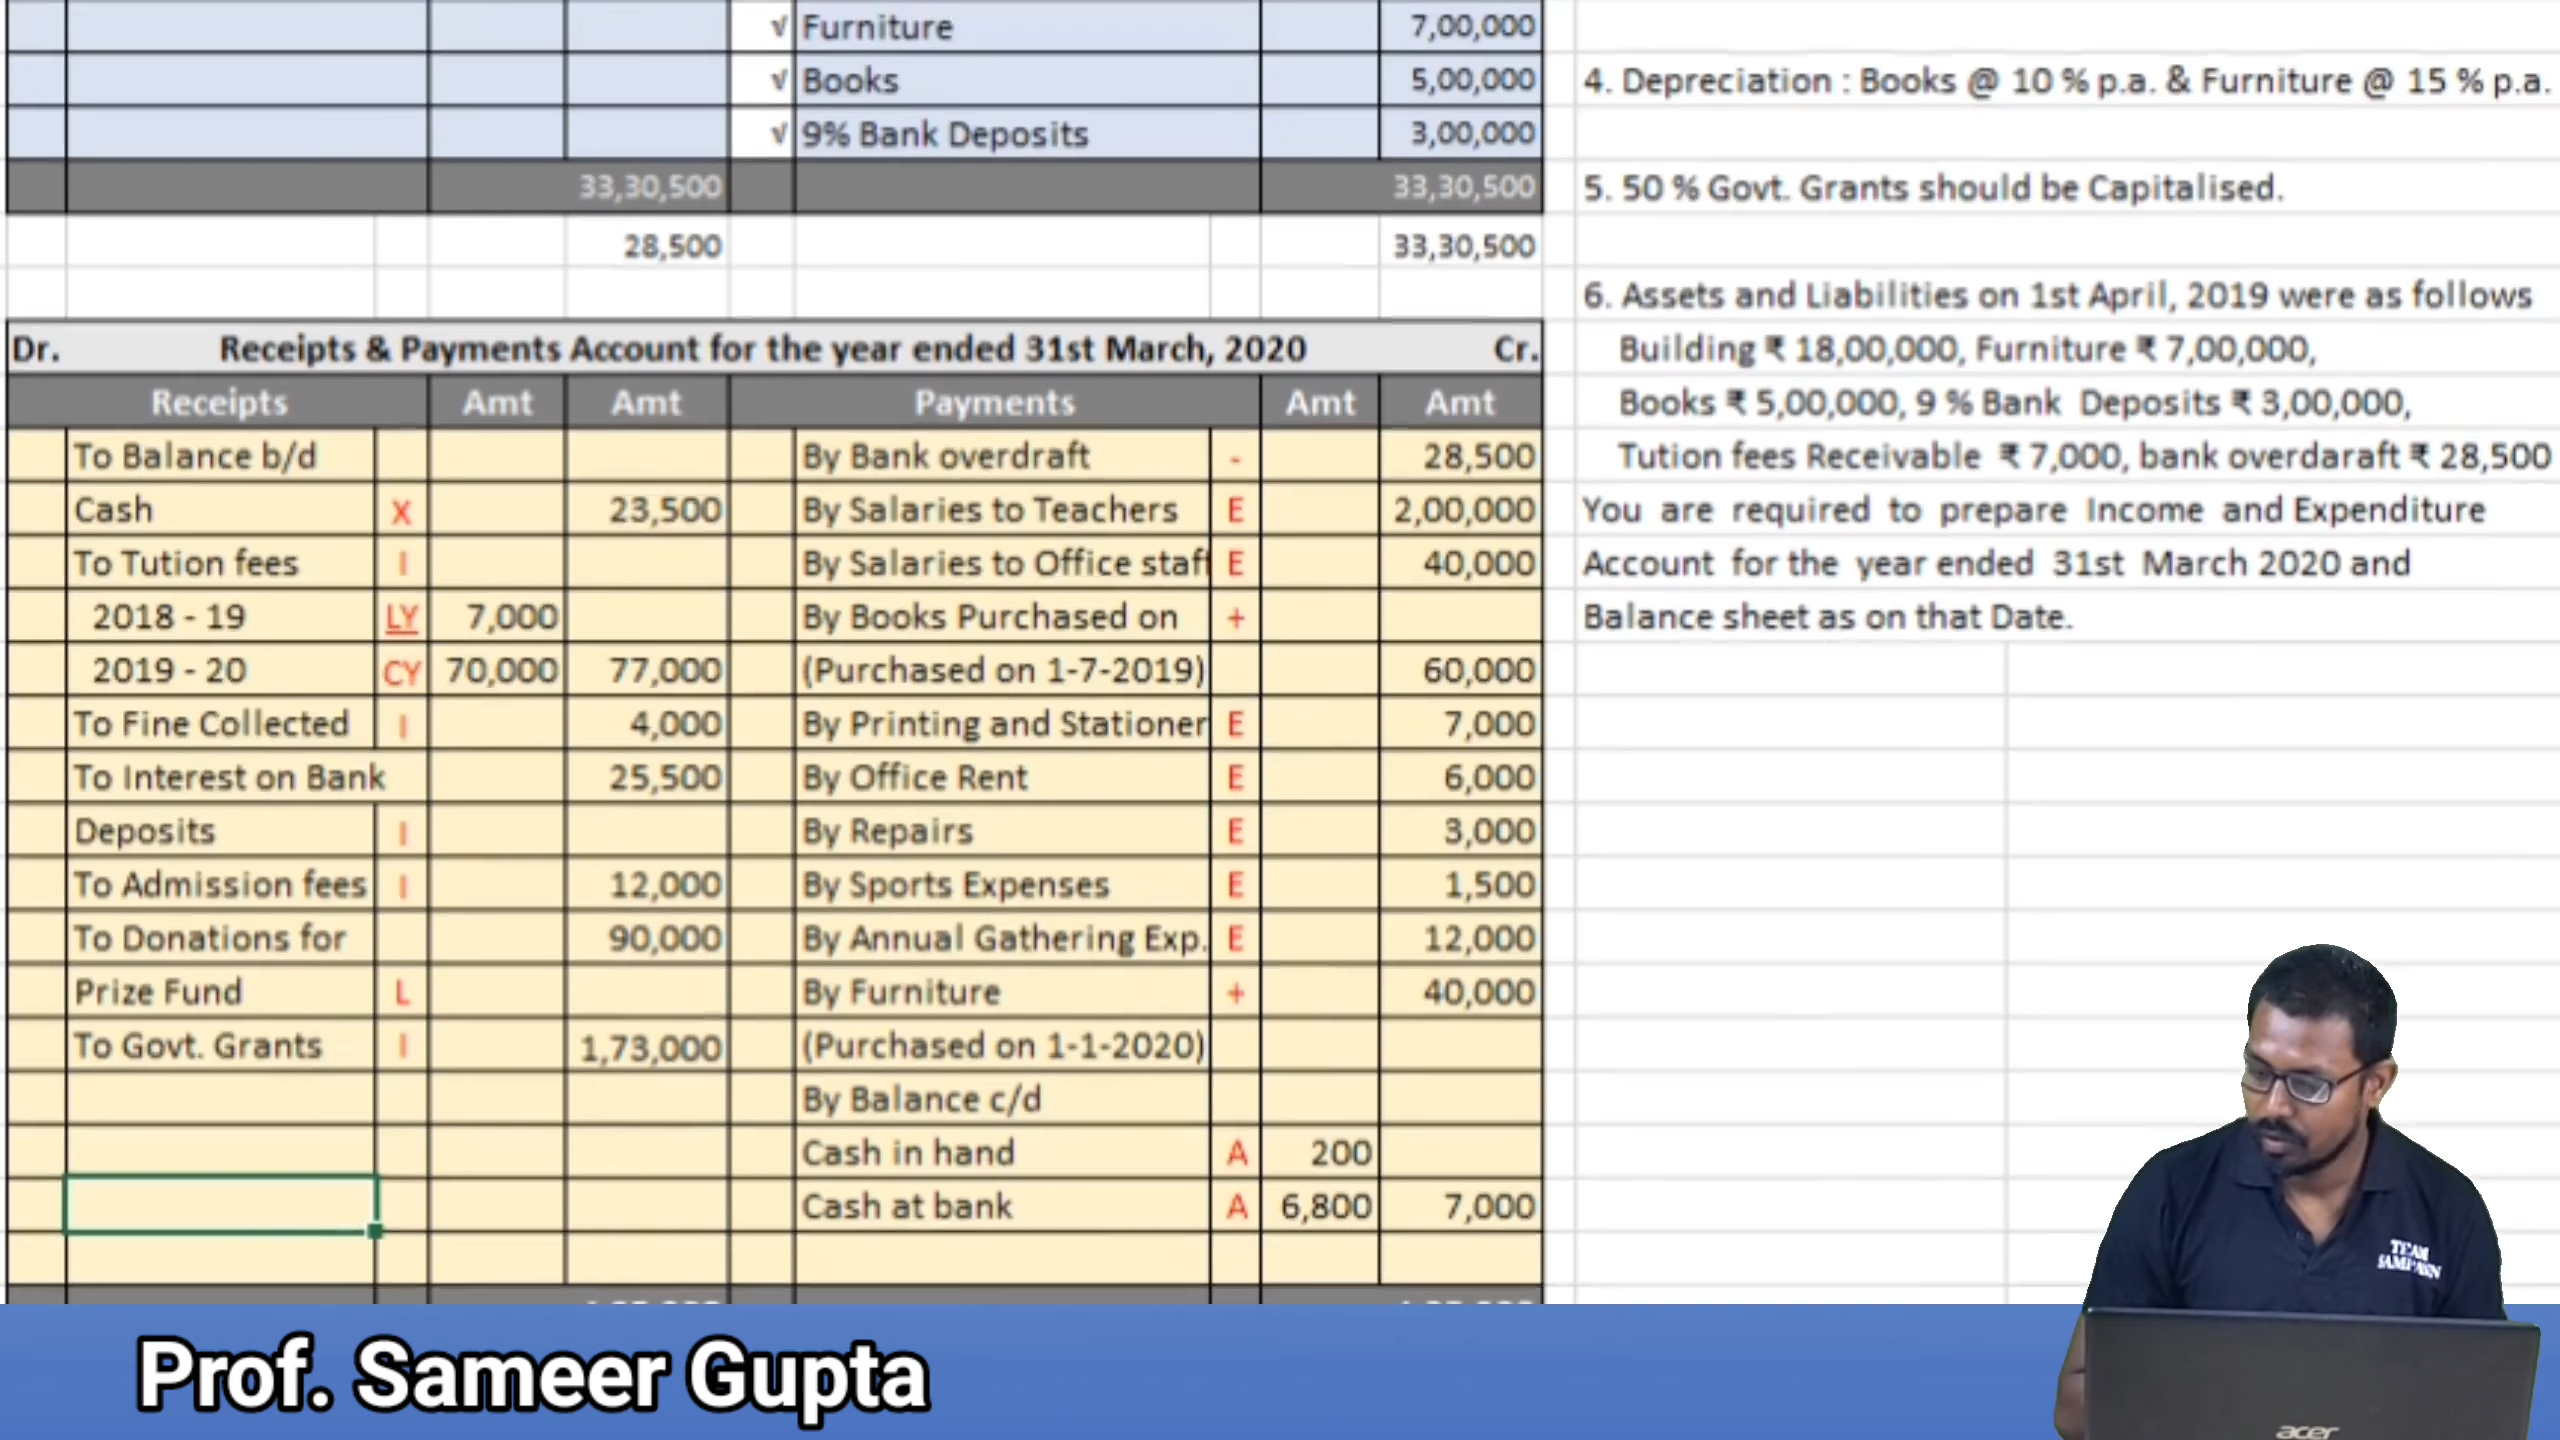 √ Furniture 7,00,000
√ Books 5,00,000
√ 9% Bank Deposits 3,00,000
33,30,500 33,30,500
28,500 33,30,500
Dr. Receipts & Payments Account for the year ended 31st March, 2020 Cr.
Receipts Amt Amt Payments Amt Amt
To Balance b/d By Bank overdraft - 28,500
Cash X 23,500 By Salaries to Teachers E 2,00,000
To Tution fees I By Salaries to Office staff E 40,000
2018 - 19 LY 7,000 By Books Purchased on +
2019 - 20 CY 70,000 77,000 (Purchased on 1-7-2019) 60,000
To Fine Collected I 4,000 By Printing and Stationer E 7,000
To Interest on Bank 25,500 By Office Rent E 6,000
Deposits I By Repairs E 3,000
To Admission fees I 12,000 By Sports Expenses E 1,500
To Donations for 90,000 By Annual Gathering Exp. E 12,000
Prize Fund L By Furniture + 40,000
To Govt. Grants I 1,73,000 (Purchased on 1-1-2020)
By Balance c/d
Cash in hand A 200
Cash at bank A 6,800 7,000
4. Depreciation : Books @ 10 % p.a. & Furniture @ 15 % p.a.
5. 50 % Govt. Grants should be Capitalised.
6. Assets and Liabilities on 1st April, 2019 were as follows
Building ₹ 18,00,000, Furniture ₹ 7,00,000,
Books ₹ 5,00,000, 9 % Bank Deposits ₹ 3,00,000,
Tution fees Receivable ₹ 7,000, bank overdaraft ₹ 28,500
You are required to prepare Income and Expenditure
Account for the year ended 31st March 2020 and
Balance sheet as on that Date.
Prof. Sameer Gupta
acer